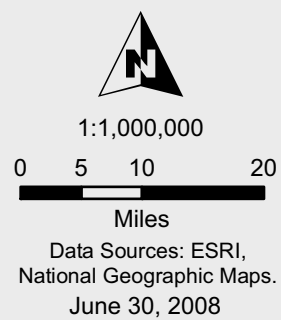 N
1:1,000,000
0 5 10 20
Miles
Data Sources: ESRI,
National Geographic Maps.
June 30, 2008